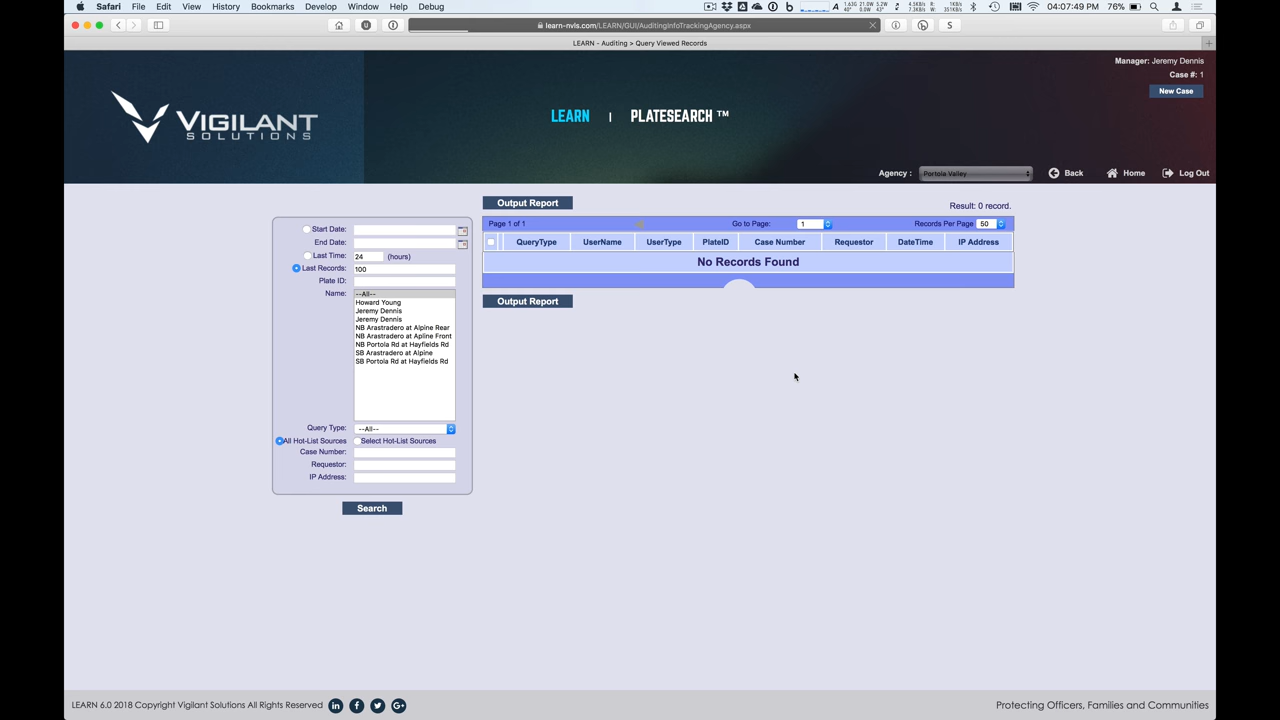 Safari File Edit View History Bookmarks Develop Window Help 04:07:49 PM 76%
learn-nvls.com/LEARN/GUI/AuditingInfoTrackingAgency.aspx
LEARN - Auditing > Query Viewed Records
Manager: Jeremy Dennis
Case #: 1
New Case
VIGILANT SOLUTIONS
LEARN | PLATESEARCH ™
Agency : Portola Valley Back Home Log Out
Output Report
Result: 0 record.
Page 1 of 1 Go to Page: 1 Records Per Page 50
QueryType UserName UserType PlateID Case Number Requestor DateTime IP Address
No Records Found
Output Report
Start Date:
End Date:
Last Time: 24 (hours)
Last Records: 100
Plate ID:
Name: --All--
Howard Young
Jeremy Dennis
Jeremy Dennis
NB Arastradero at Alpine Rear
NB Arastradero at Apline Front
NB Portola Rd at Hayfields Rd
SB Arastradero at Alpine
SB Portola Rd at Hayfields Rd
Query Type: --All--
All Hot-List Sources Select Hot-List Sources
Case Number:
Requestor:
IP Address:
Search
LEARN 6.0 2018 Copyright Vigilant Solutions All Rights Reserved
Protecting Officers, Families and Communities